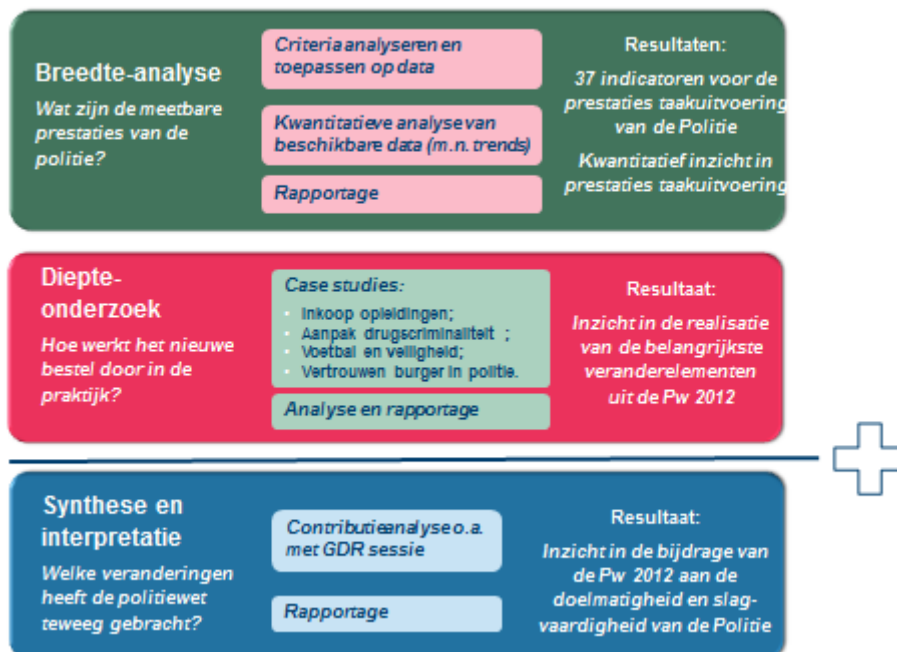 Breedte-analyse
Wat zijn de meetbare
prestaties van de
politie?
Criteria analyseren en
toepassen op data
Kwantitatieve analyse van
beschikbare data (m.n. trends)
Rapportage
Resultaten:
37 indicatoren voor de
prestaties taakuitvoering
van de Politie
Kwantitatief inzicht in
prestaties taakuitvoering
Diepte-
onderzoek
Hoe werkt het nieuwe
bestel door in de
praktijk?
Case studies:
• Inkoop opleidingen;
• Aanpak drugscriminaliteit ;
• Voetbal en veiligheid;
• Vertrouwen burger in politie.
Analyse en rapportage
Resultaat:
Inzicht in de realisatie
van de belangrijkste
veranderelementen
uit de Pw 2012
Synthese en
interpretatie
Welke veranderingen
heeft de politiewet
teweeg gebracht?
Contributieanalyse o.a.
met GDR sessie
Rapportage
Resultaat:
Inzicht in de bijdrage van
de Pw 2012 aan de
doelmatigheid en slag-
vaardigheid van de Politie